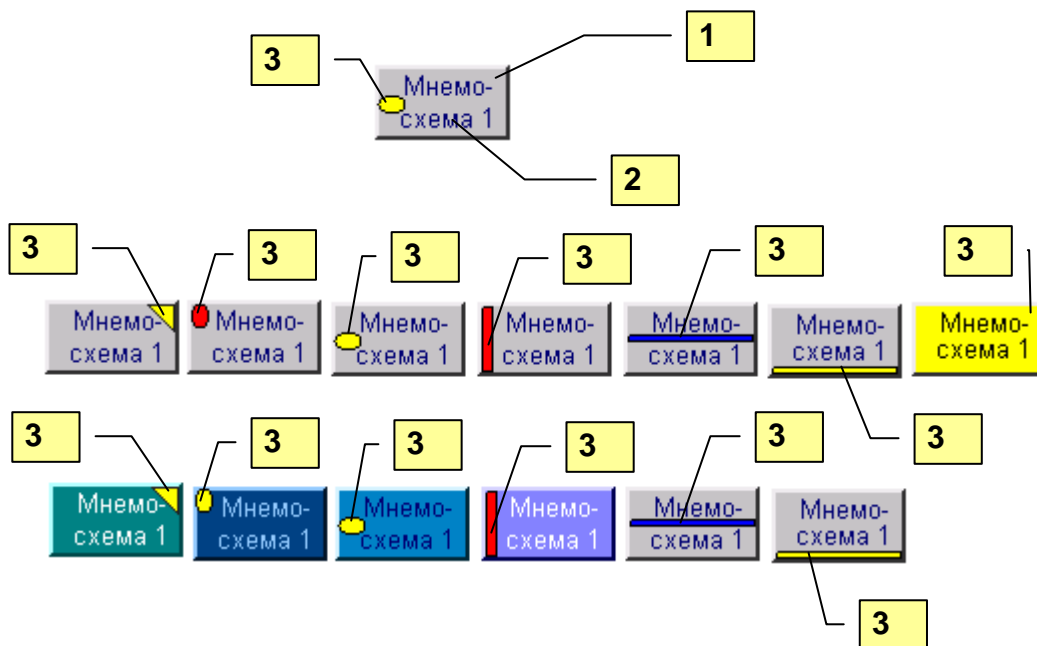 1
3
Мнемо-
схема 1
2
3
3
3
3
3
3
Мнемо-
схема 1
Мнемо-
схема 1
Мнемо-
схема 1
Мнемо-
схема 1
Мнемо-
схема 1
Мнемо-
схема 1
Мнемо-
схема 1
3
3
3
3
3
3
Мнемо-
схема 1
Мнемо-
схема 1
Мнемо-
схема 1
Мнемо-
схема 1
Мнемо-
схема 1
Мнемо-
схема 1
3